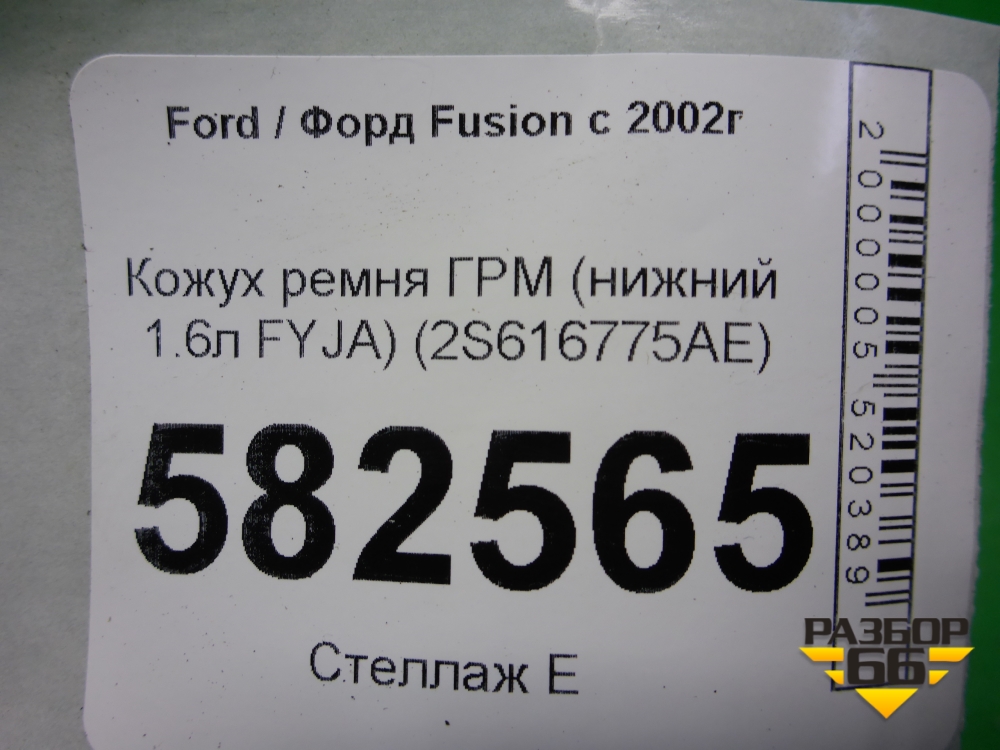 Ford / Форд Fusion с 2002г
Кожух ремня ГРМ (нижний
1.6л FYJA) (2S616775AE)
582565
Стеллаж Е
2000005520389
РАЗБОР
66